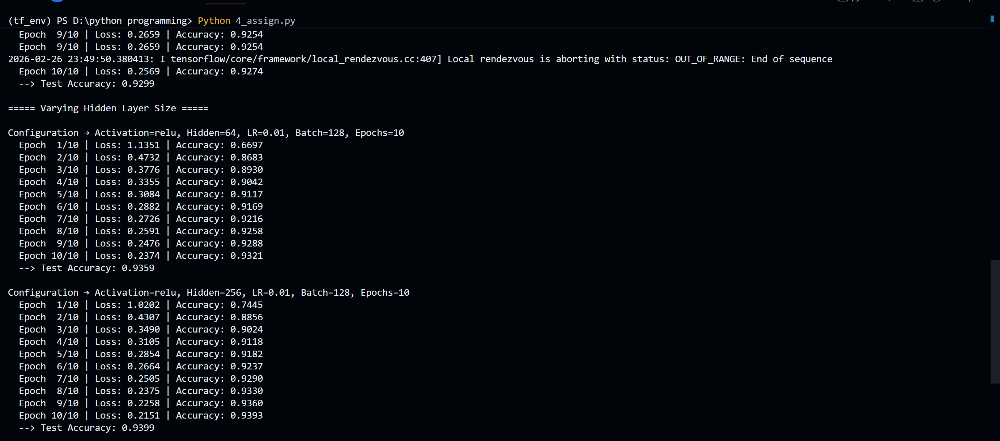 (tf_env) PS D:\python programming> Python 4_assign.py
  Epoch  9/10 | Loss: 0.2659 | Accuracy: 0.9254
  Epoch  9/10 | Loss: 0.2659 | Accuracy: 0.9254
2026-02-26 23:49:50.380413: I tensorflow/core/framework/local_rendezvous.cc:407] Local rendezvous is aborting with status: OUT_OF_RANGE: End of sequence
  Epoch 10/10 | Loss: 0.2569 | Accuracy: 0.9274
  --> Test Accuracy: 0.9299
===== Varying Hidden Layer Size =====
Configuration → Activation=relu, Hidden=64, LR=0.01, Batch=128, Epochs=10
  Epoch  1/10 | Loss: 1.1351 | Accuracy: 0.6697
  Epoch  2/10 | Loss: 0.4732 | Accuracy: 0.8683
  Epoch  3/10 | Loss: 0.3776 | Accuracy: 0.8930
  Epoch  4/10 | Loss: 0.3355 | Accuracy: 0.9042
  Epoch  5/10 | Loss: 0.3084 | Accuracy: 0.9117
  Epoch  6/10 | Loss: 0.2882 | Accuracy: 0.9169
  Epoch  7/10 | Loss: 0.2726 | Accuracy: 0.9216
  Epoch  8/10 | Loss: 0.2591 | Accuracy: 0.9258
  Epoch  9/10 | Loss: 0.2476 | Accuracy: 0.9288
  Epoch 10/10 | Loss: 0.2374 | Accuracy: 0.9321
  --> Test Accuracy: 0.9359
Configuration → Activation=relu, Hidden=256, LR=0.01, Batch=128, Epochs=10
  Epoch  1/10 | Loss: 1.0202 | Accuracy: 0.7445
  Epoch  2/10 | Loss: 0.4307 | Accuracy: 0.8856
  Epoch  3/10 | Loss: 0.3490 | Accuracy: 0.9024
  Epoch  4/10 | Loss: 0.3105 | Accuracy: 0.9118
  Epoch  5/10 | Loss: 0.2854 | Accuracy: 0.9182
  Epoch  6/10 | Loss: 0.2664 | Accuracy: 0.9237
  Epoch  7/10 | Loss: 0.2505 | Accuracy: 0.9290
  Epoch  8/10 | Loss: 0.2375 | Accuracy: 0.9330
  Epoch  9/10 | Loss: 0.2258 | Accuracy: 0.9360
  Epoch 10/10 | Loss: 0.2151 | Accuracy: 0.9393
  --> Test Accuracy: 0.9399